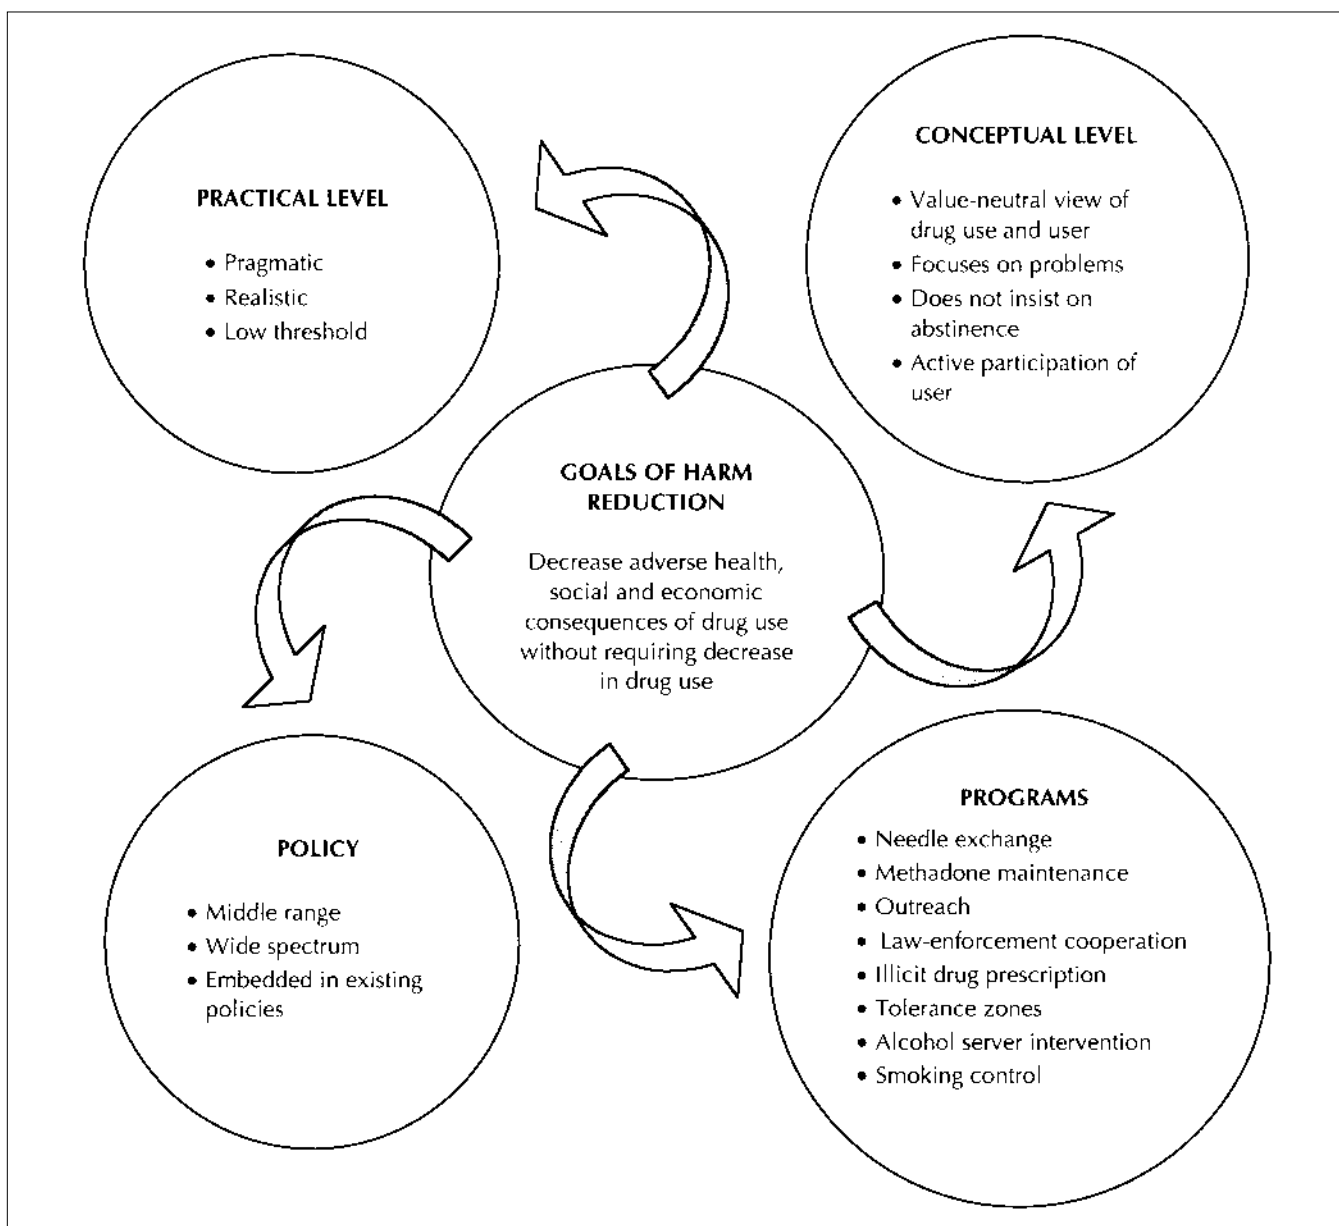 PRACTICAL LEVEL
• Pragmatic
• Realistic
• Low threshold
CONCEPTUAL LEVEL
• Value-neutral view of
drug use and user
• Focuses on problems
• Does not insist on
abstinence
• Active participation of
user
GOALS OF HARM
REDUCTION
Decrease adverse health,
social and economic
consequences of drug use
without requiring decrease
in drug use
POLICY
• Middle range
• Wide spectrum
• Embedded in existing
policies
PROGRAMS
• Needle exchange
• Methadone maintenance
• Outreach
• Law-enforcement cooperation
• Illicit drug prescription
• Tolerance zones
• Alcohol server intervention
• Smoking control